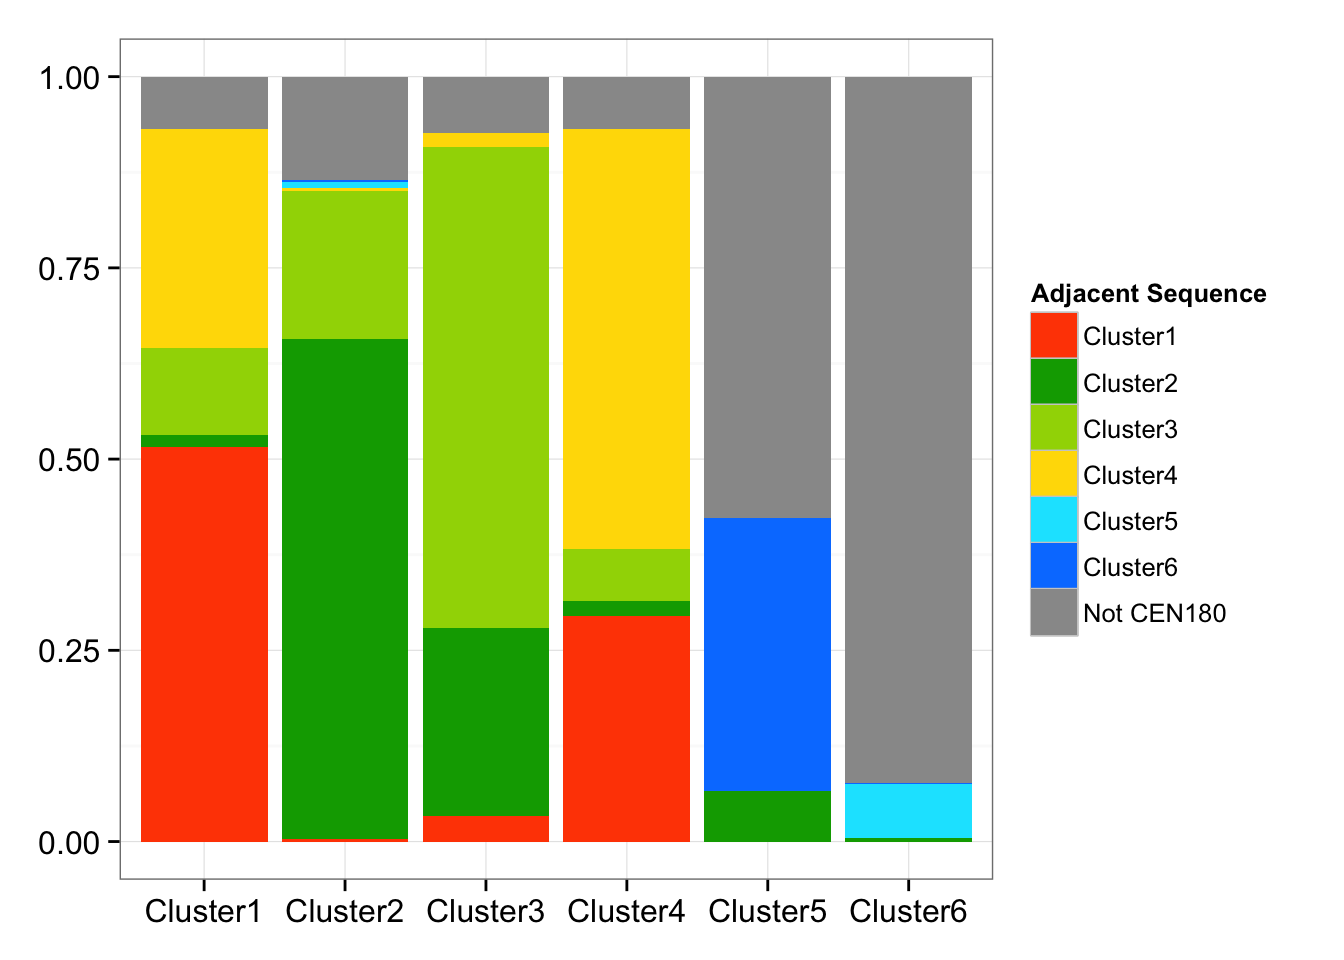 1.00
0.75
0.50
0.25
0.00
Cluster1 Cluster2 Cluster3 Cluster4 Cluster5 Cluster6
Adjacent Sequence
Cluster1
Cluster2
Cluster3
Cluster4
Cluster5
Cluster6
Not CEN180